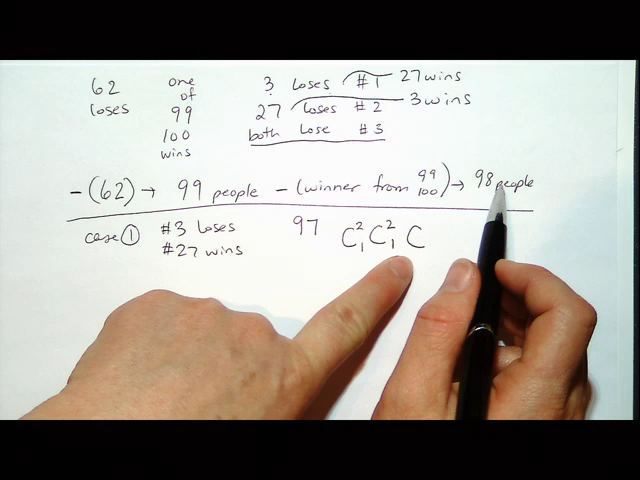 62 one 3 loses #1 27 wins
loses of 27 loses #2 3 wins
99 both lose #3
100
wins
-(62) → 99 people - (winner from 99 100) → 98 people
case ① #3 loses 97 C²₁ C²₁ C
#27 wins